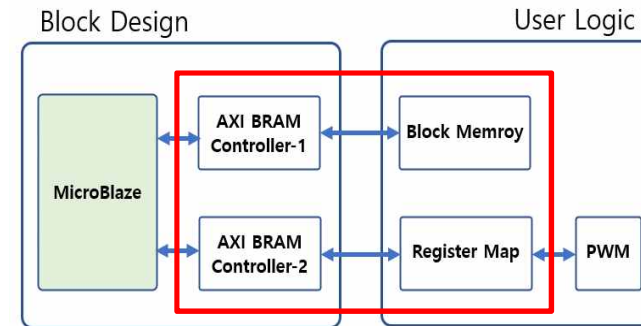 Block Design
User Logic
AXI BRAM
Controller-1
Block Memroy
MicroBlaze
AXI BRAM
Controller-2
Register Map
PWM